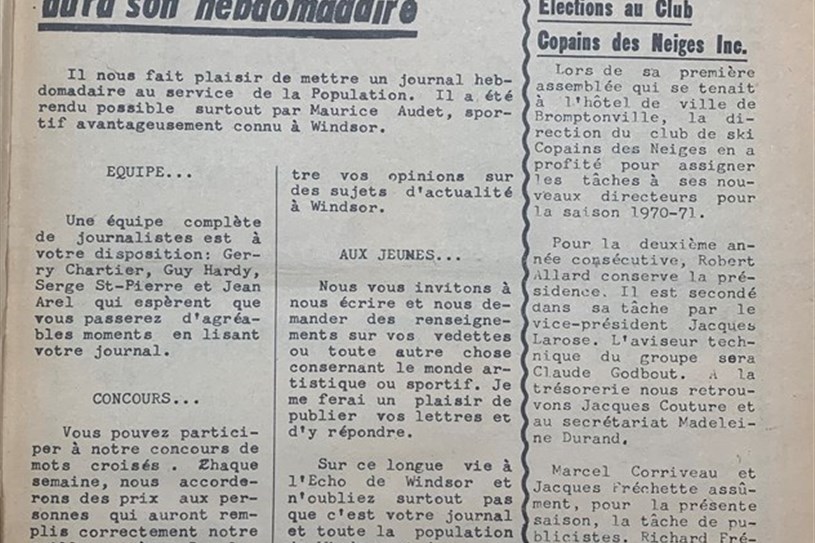 aura son hebdomadaire
Il nous fait plaisir de mettre un journal heb-
domadaire au service de la Population. Il a été
rendu possible surtout par Maurice Audet, spor-
tif avantageusement connu à Windsor.
EQUIPE...
Une équipe complète
de journalistes est à
votre disposition: Ger-
ry Chartier, Guy Hardy,
Serge St-Pierre et Jean
Arel qui espèrent que
vous passerez d'agréa-
bles moments en lisant
votre journal.
CONCOURS...
Vous pouvez partici-
per à notre concours de
mots croisés . Zhaque
semaine, nous accorde-
rons des prix aux per-
sonnes qui auront rem-
plis correctement notre
tre vos opinions sur
des sujets d'actualité
à Windsor.
AUX JEUNES...
Nous vous invitons à
nous écrire et nous de-
mander des renseigne-
ments sur vos vedettes
ou toute autre chose
consernant le monde ar-
tistique ou sportif. Je
me ferai un plaisir de
publier vos lettres et
d'y répondre.
Sur ce longue vie à
l'Echo de Windsor et
n'oubliez surtout pas
que c'est votre journal
et toute la population
Elections au Club
Copains des Neiges Inc.
Lors de sa première
assemblée qui se tenait
à l'hôtel de ville de
Bromptonville, la di-
rection du club de ski
Copains des Neiges en a
profité pour assigner
les tâches à ses nou-
veaux directeurs pour
la saison 1970-71.
Pour la deuxième an-
née consécutive, Robert
Allard conserve la pré-
sidence. Il est secondé
dans sa tâche par le
vice-président Jacques
Larose. L'aviseur tech-
nique du groupe sera
Claude Godbout. A la
trésorerie nous retrou-
vons Jacques Couture et
au secrétariat Madelei-
ne Durand.
Marcel Corriveau et
Jacques Fréchette assû-
ment, pour la présente
saison, la tâche de pu-
blicistes. Richard Fré-